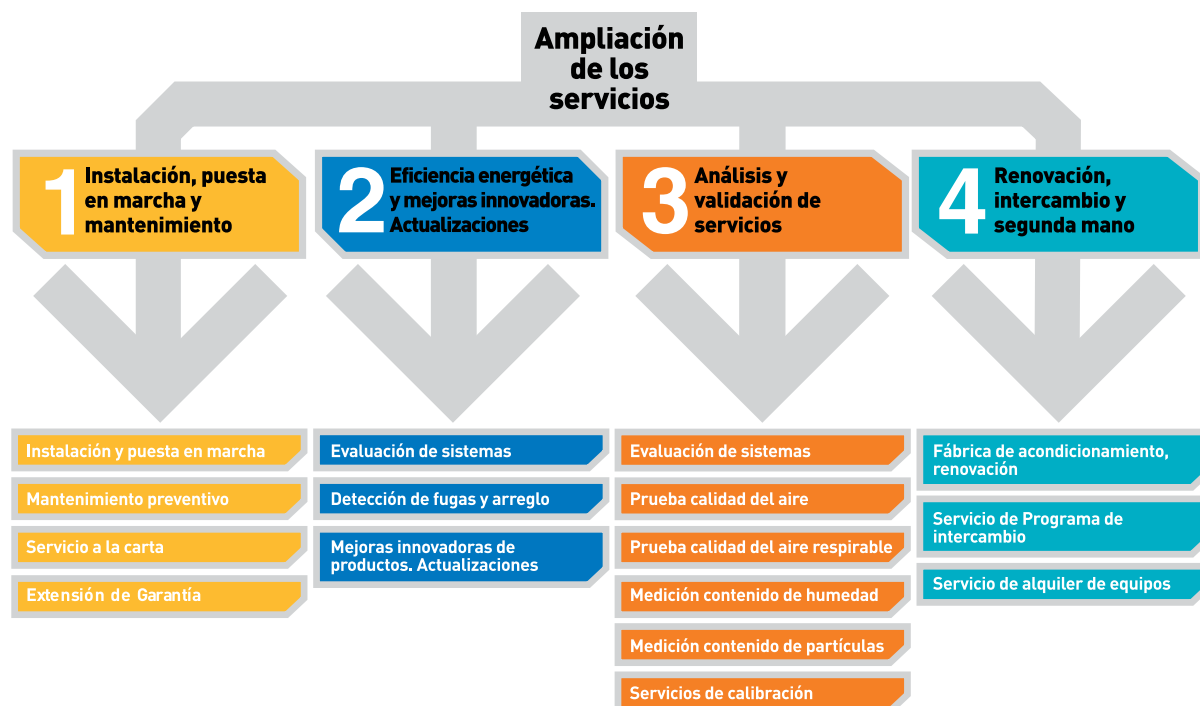 Ampliación
de los
servicios
1
Instalación, puesta
en marcha y
mantenimiento
2
Eficiencia energética
y mejoras innovadoras.
Actualizaciones
3
Análisis y
validación de
servicios
4
Renovación,
intercambio y
segunda mano
Instalación y puesta en marcha
Mantenimiento preventivo
Servicio a la carta
Extensión de Garantía
Evaluación de sistemas
Detección de fugas y arreglo
Mejoras innovadoras de
productos. Actualizaciones
Evaluación de sistemas
Prueba calidad del aire
Prueba calidad del aire respirable
Medición contenido de humedad
Medición contenido de partículas
Servicios de calibración
Fábrica de acondicionamiento,
renovación
Servicio de Programa de
intercambio
Servicio de alquiler de equipos